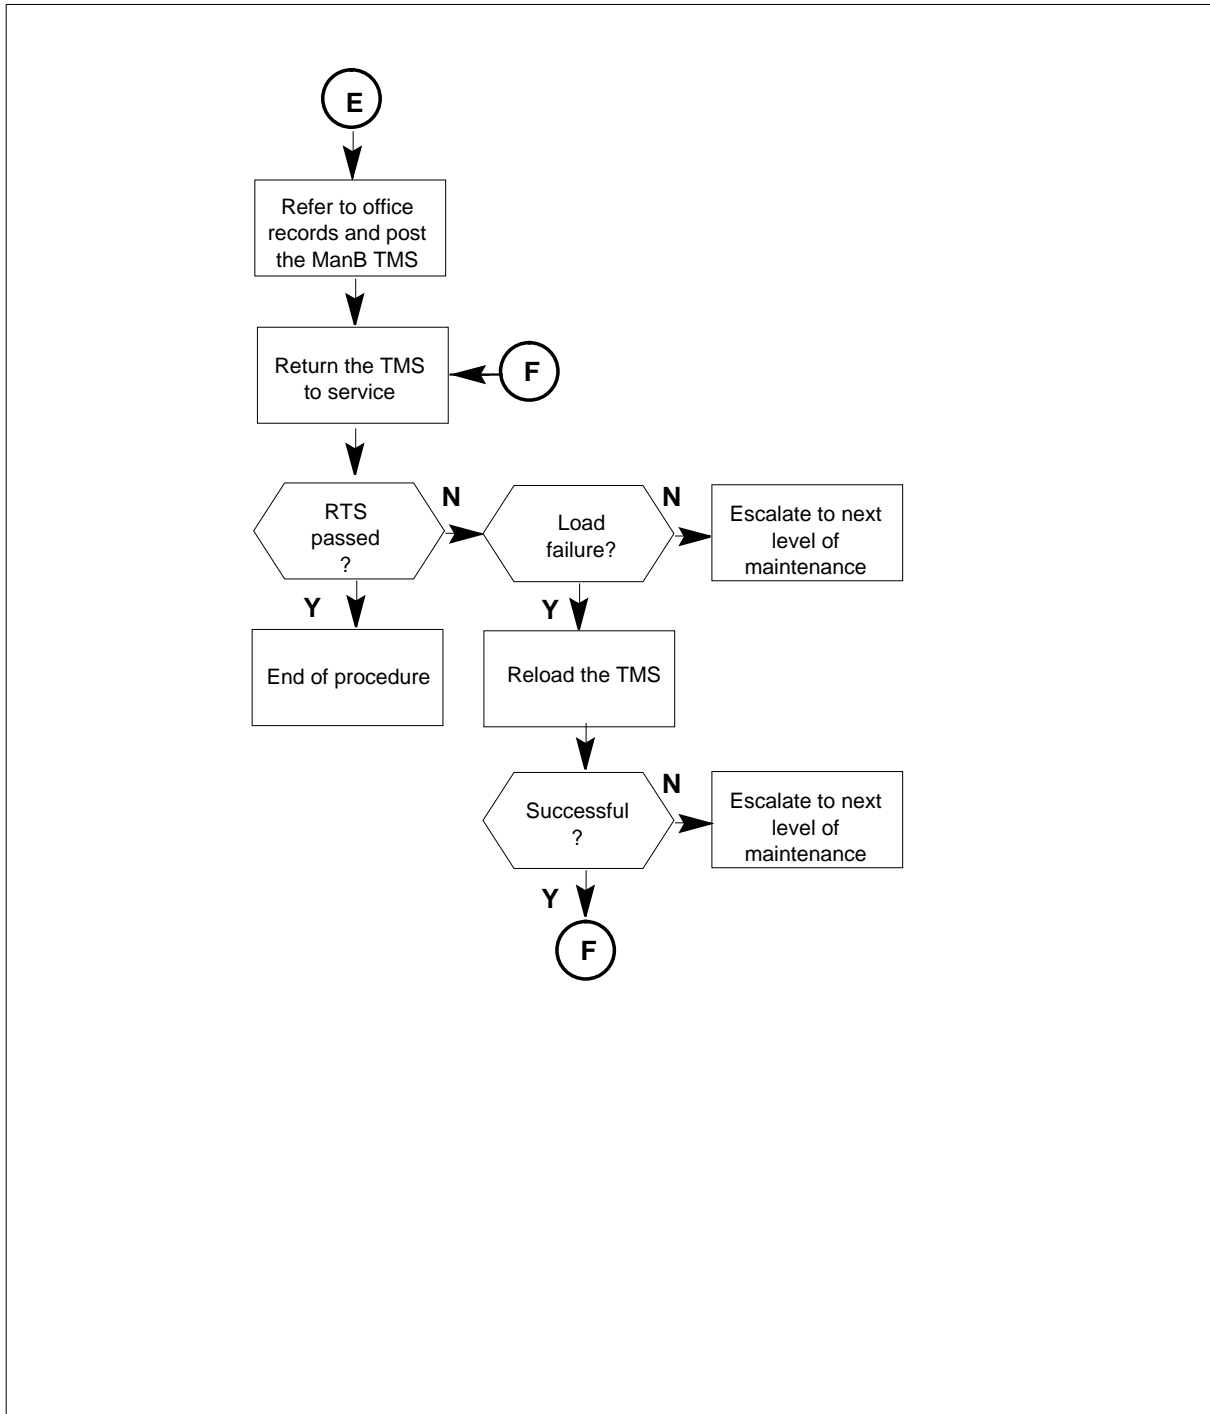 E
Refer to office
records and post
the ManB TMS
Return the TMS
to service
F
RTS
passed
?
N
Load
failure?
N
Escalate to next
level of
maintenance
Y
End of procedure
Y
Reload the TMS
Successful
?
N
Escalate to next
level of
maintenance
Y
F